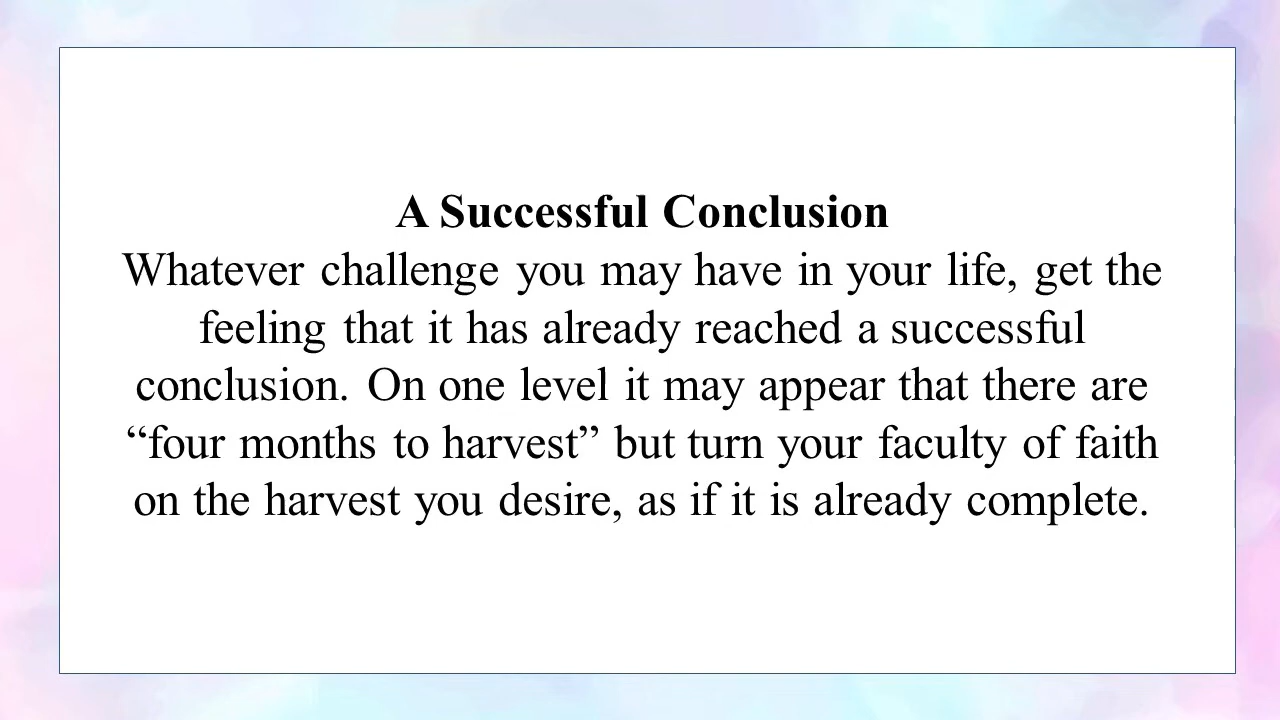 A Successful Conclusion
Whatever challenge you may have in your life, get the
feeling that it has already reached a successful
conclusion. On one level it may appear that there are
“four months to harvest” but turn your faculty of faith
on the harvest you desire, as if it is already complete.